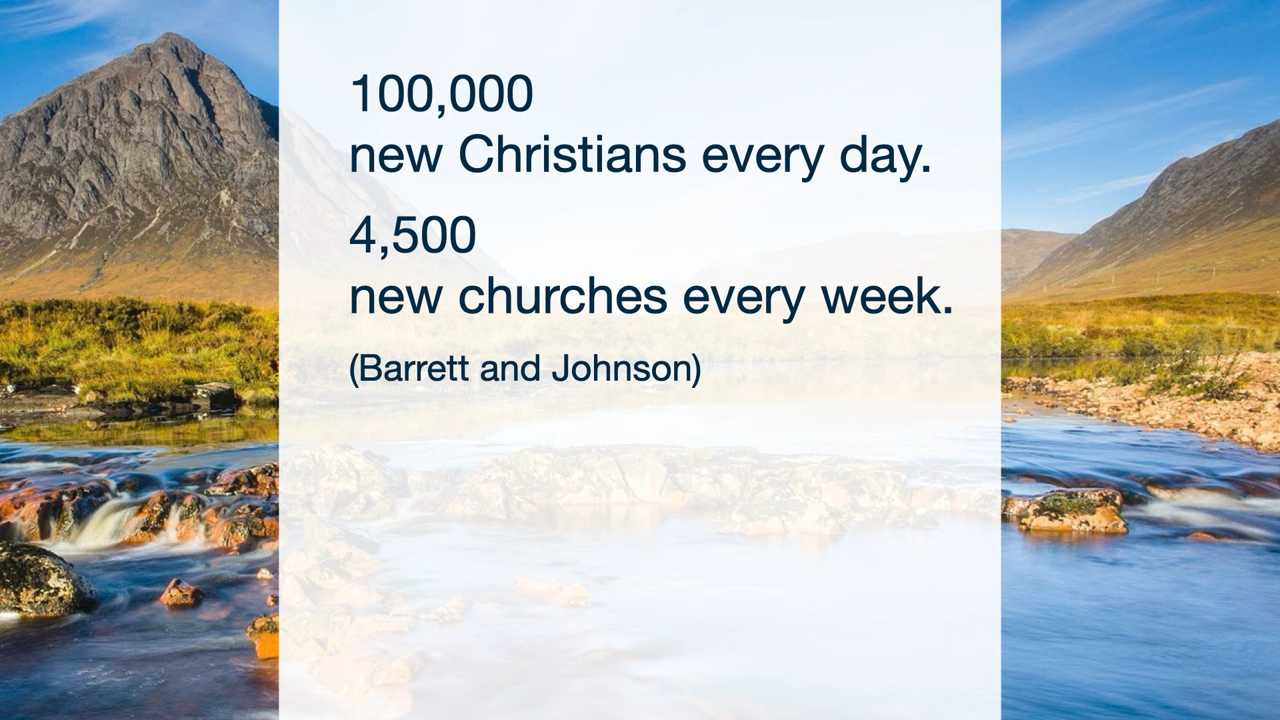 100,000
new Christians every day.
4,500
new churches every week.
(Barrett and Johnson)